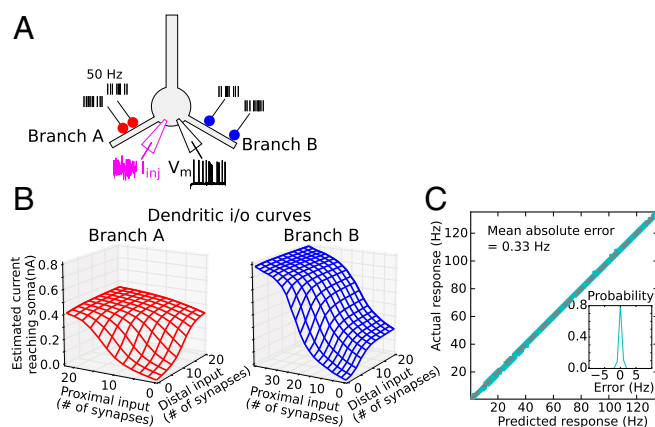 A
50 Hz
Branch A
Branch B
Iinj
Vm
B
Dendritic i/o curves
Branch A
Branch B
Estimated current
reaching soma(nA)
0.8
0.6
0.4
0.2
0.0
20
10
0
Proximal input
(# of synapses)
0
10
20
Distal input
(# of synapses)
30
20
10
0
Proximal input
(# of synapses)
0
10
20
Distal input
(# of synapses)
C
Actual response (Hz)
120
100
80
60
40
20
Mean absolute error
= 0.33 Hz
Probability
0.8
0.0
−5 0 5
Error (Hz)
20 40 60 80 100 120
Predicted response (Hz)